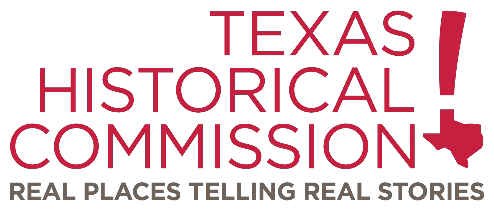 TEXAS
HISTORICAL
COMMISSION!
REAL PLACES TELLING REAL STORIES